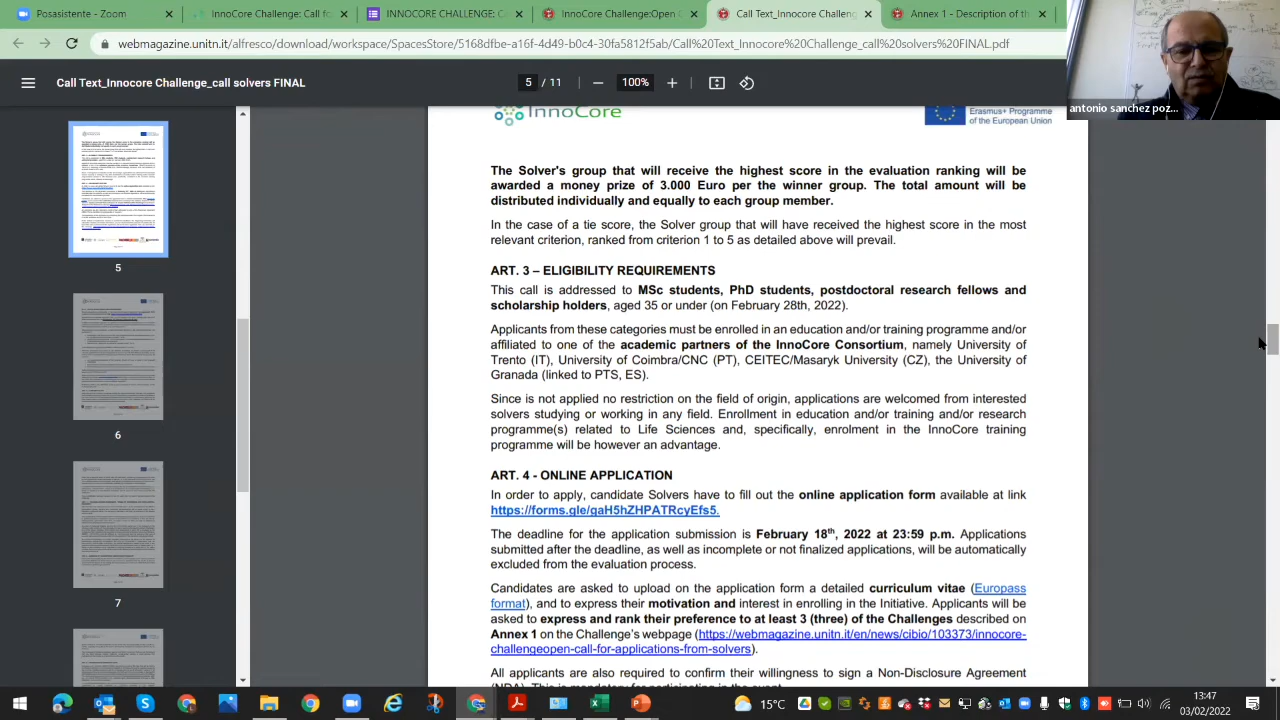 INNOCORE CHALLENGE
InnoCore Challenge:Open c
InnoCore Challenge
Annex 1 - Description of th
webmagazine.unitn.it/alfresco/download/workspace/SpacesStore/5168dfbe-a16f-4d49-b0c4-30fa5812f5ab/Call%20Text_Innocore%20Challenge_call%20solvers%20FINAL.pdf
Call Text_Innocore Challenge_call solvers FINAL
5 / 11
100%
antonio sanchez poz...
InnoCore
Erasmus+ Programme
of the European Union
The Solver's group that will receive the highest score in the evaluation ranking will be
money prize of 3.000 Euro per the winner group. The total amount will be
distributed individually and equally to each group member.
In the case of a tie score, the Solver group that will have received the highest score in the most
relevant criterion, ranked from criterion 1 to 5 as detailed above will prevail.
ART. 3 – ELIGIBILITY REQUIREMENTS
This call is addressed to MSc students, PhD students, postdoctoral research fellows and
scholarship holders, aged 35 or under (on February 28th, 2022).
Applicants from these categories must be enrolled in an education and/or training programme and/or
affiliated to one of the academic partners of the InnoCore Consortium, namely University of
Trento (IT), University of Coimbra/CNC (PT), CEITEC/Masaryk University (CZ), the University of
Granada (linked to PTS, ES).
Since is not applied no restriction on the field of origin, applications are welcomed from interested
solvers studying or working in any field. Enrollment in education and/or training and/or research
programme(s) related to Life Sciences and, specifically, enrolment in the InnoCore training
programme will be however an advantage.
ART. 4 - ONLINE APPLICATION
In order to apply, candidate Solvers have to fill out the online application form available at link
https://forms.gle/gaH5hZHPATRcyEfs5.
The deadline for the application submission is February 18th, 2022 at 23:59 p.m. Applications
submitted after the deadline, as well as incomplete or not finalized applications, will be automatically
excluded from the evaluation process.
Candidates are asked to upload on the application form a detailed curriculum vitae (Europass
format), and to express their motivation and interest in enrolling in the Initiative. Applicants will be
asked to express and rank their preference to at least 3 (three) of the Challenges described on
Annex 1 on the Challenge's webpage (https://webmagazine.unitn.it/en/news/cibio/103373/innocore-
challengeopen-call-for-applications-from-solvers).
All applicants are also required to confirm their willingness to sign a Non-Disclosure Agreement
5
6
7
15°C
13:47
03/02/2022